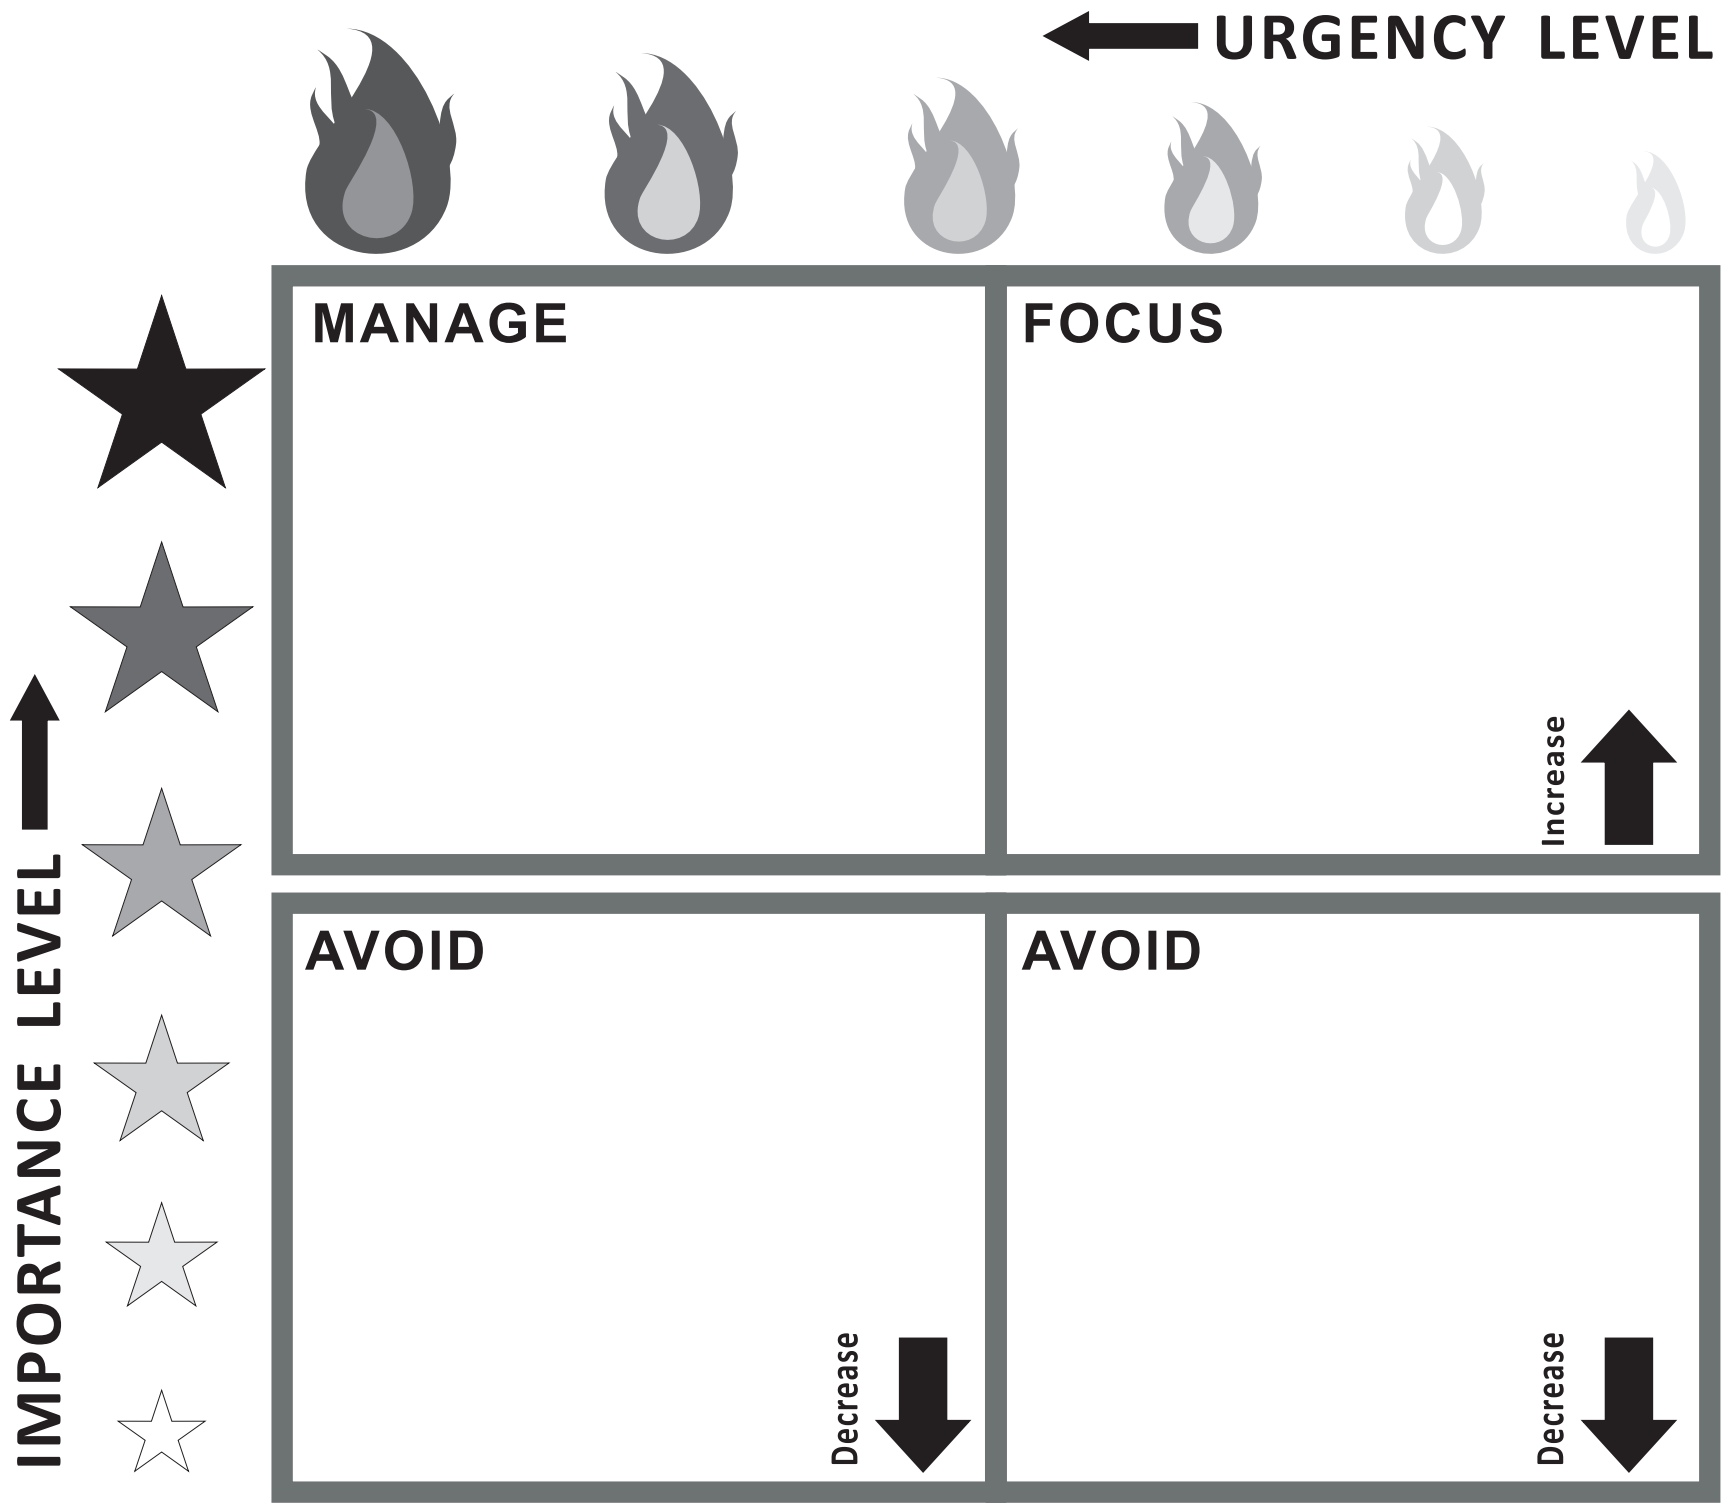 URGENCY LEVEL
MANAGE
FOCUS
Increase
IMPORTANCE LEVEL
AVOID
AVOID
Decrease
Decrease